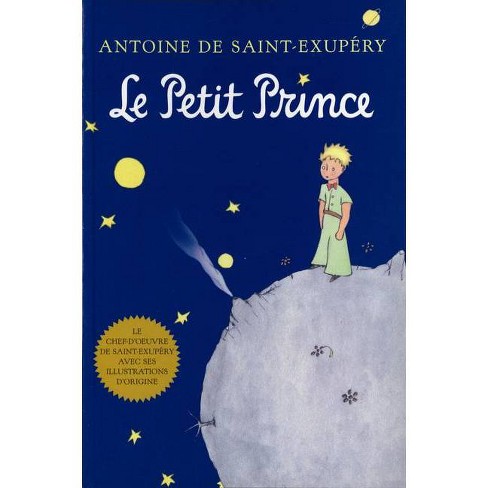 ANTOINE DE SAINT-EXUPÉRY
Le Petit Prince
LE
CHEF-D'OEUVRE
DE SAINT-EXUPÉRY
AVEC SES
ILLUSTRATIONS
D'ORIGINE